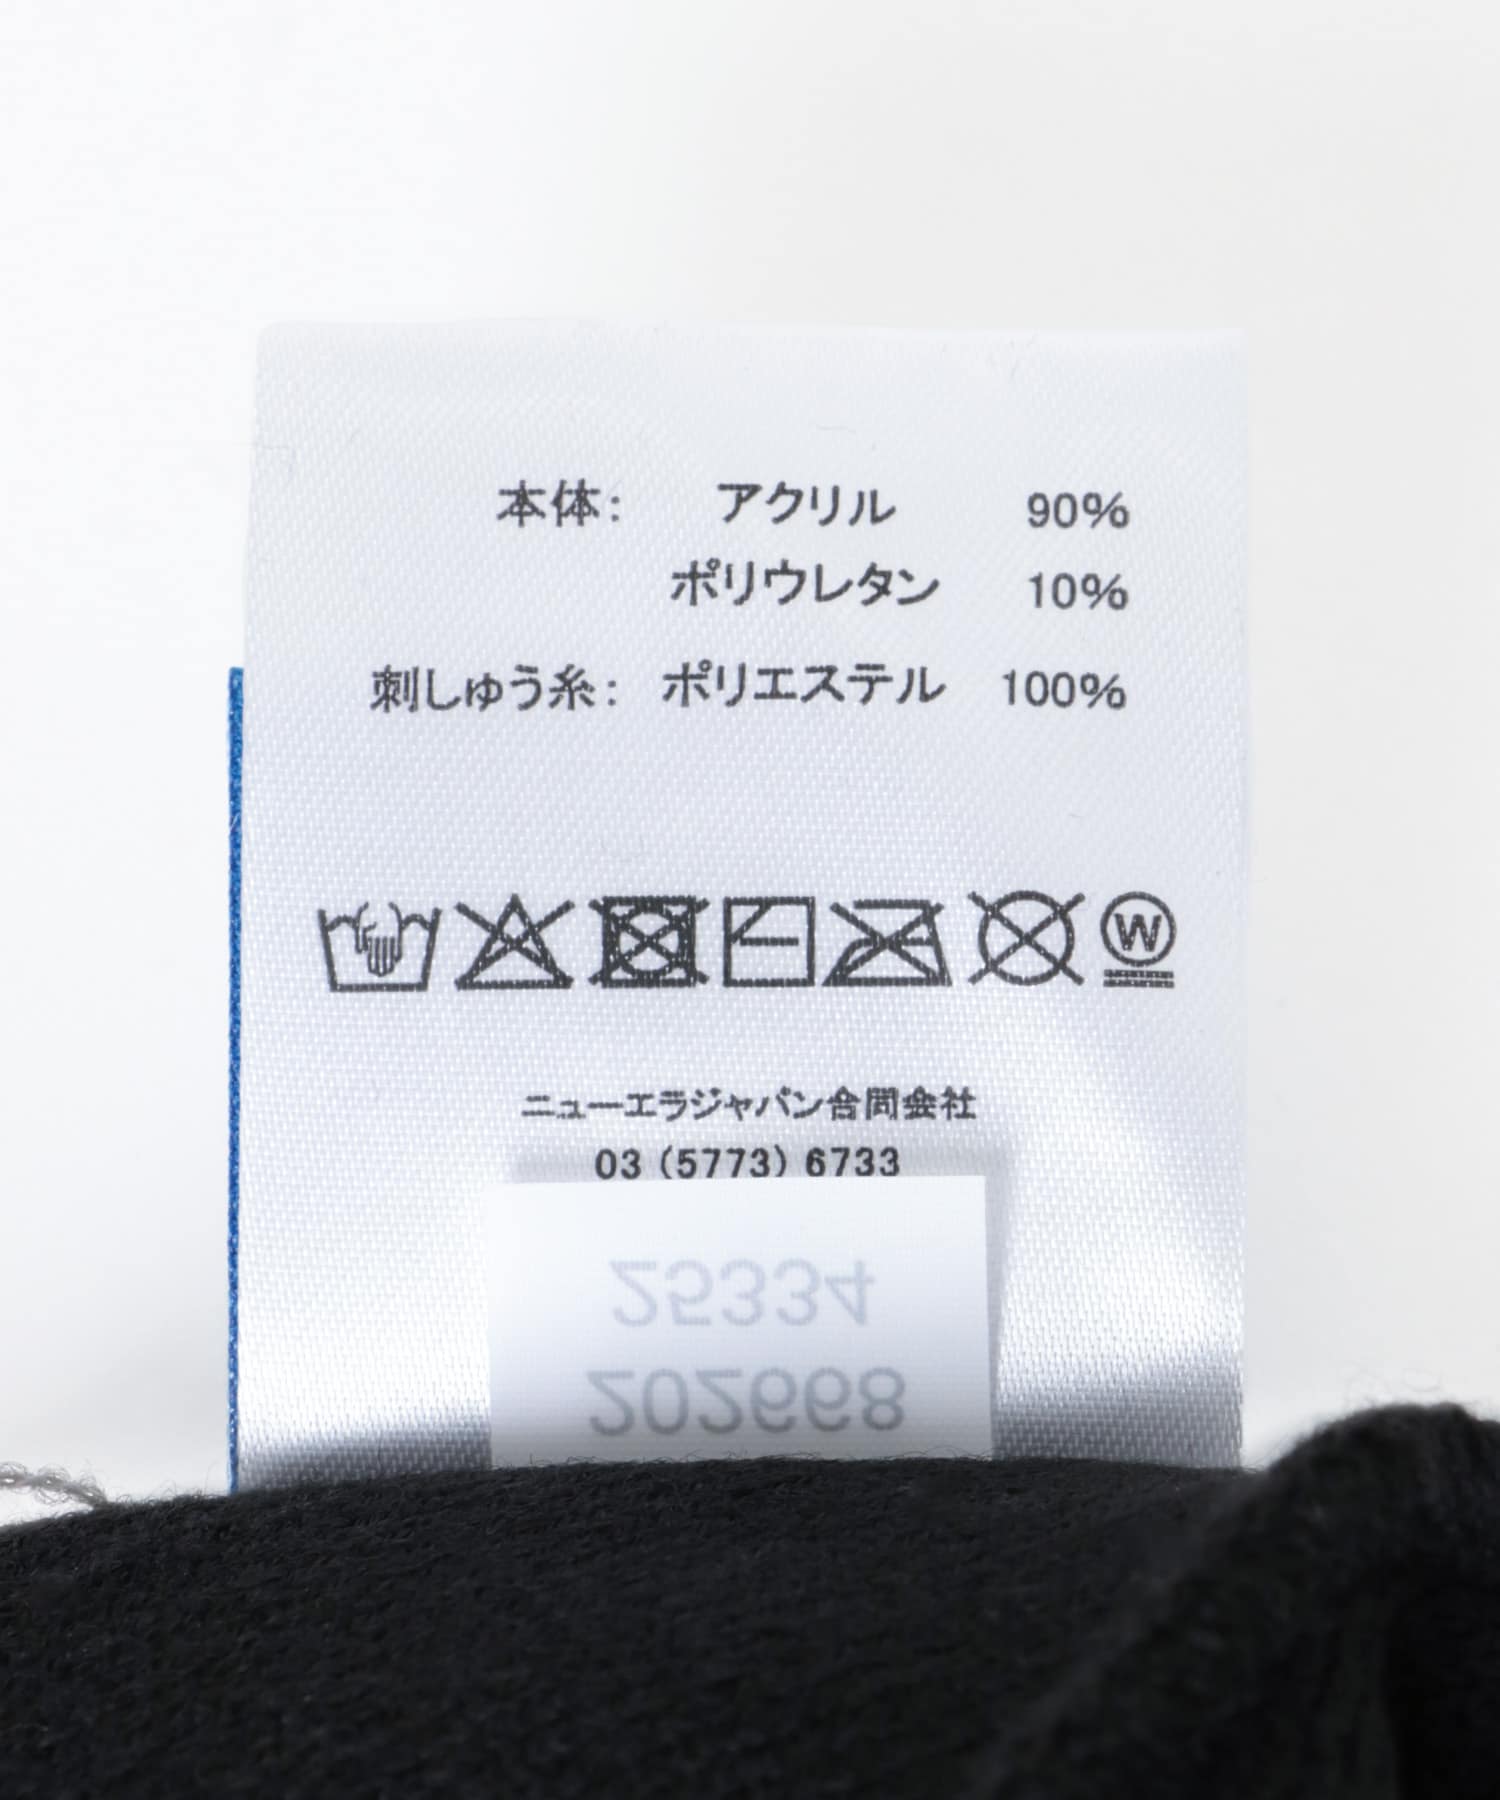 本体： アクリル 90%
ポリウレタン 10%
刺しゅう糸： ポリエステル 100%
W
ニューエラジャパン合同会社
03 (5773) 6733
25334
202668